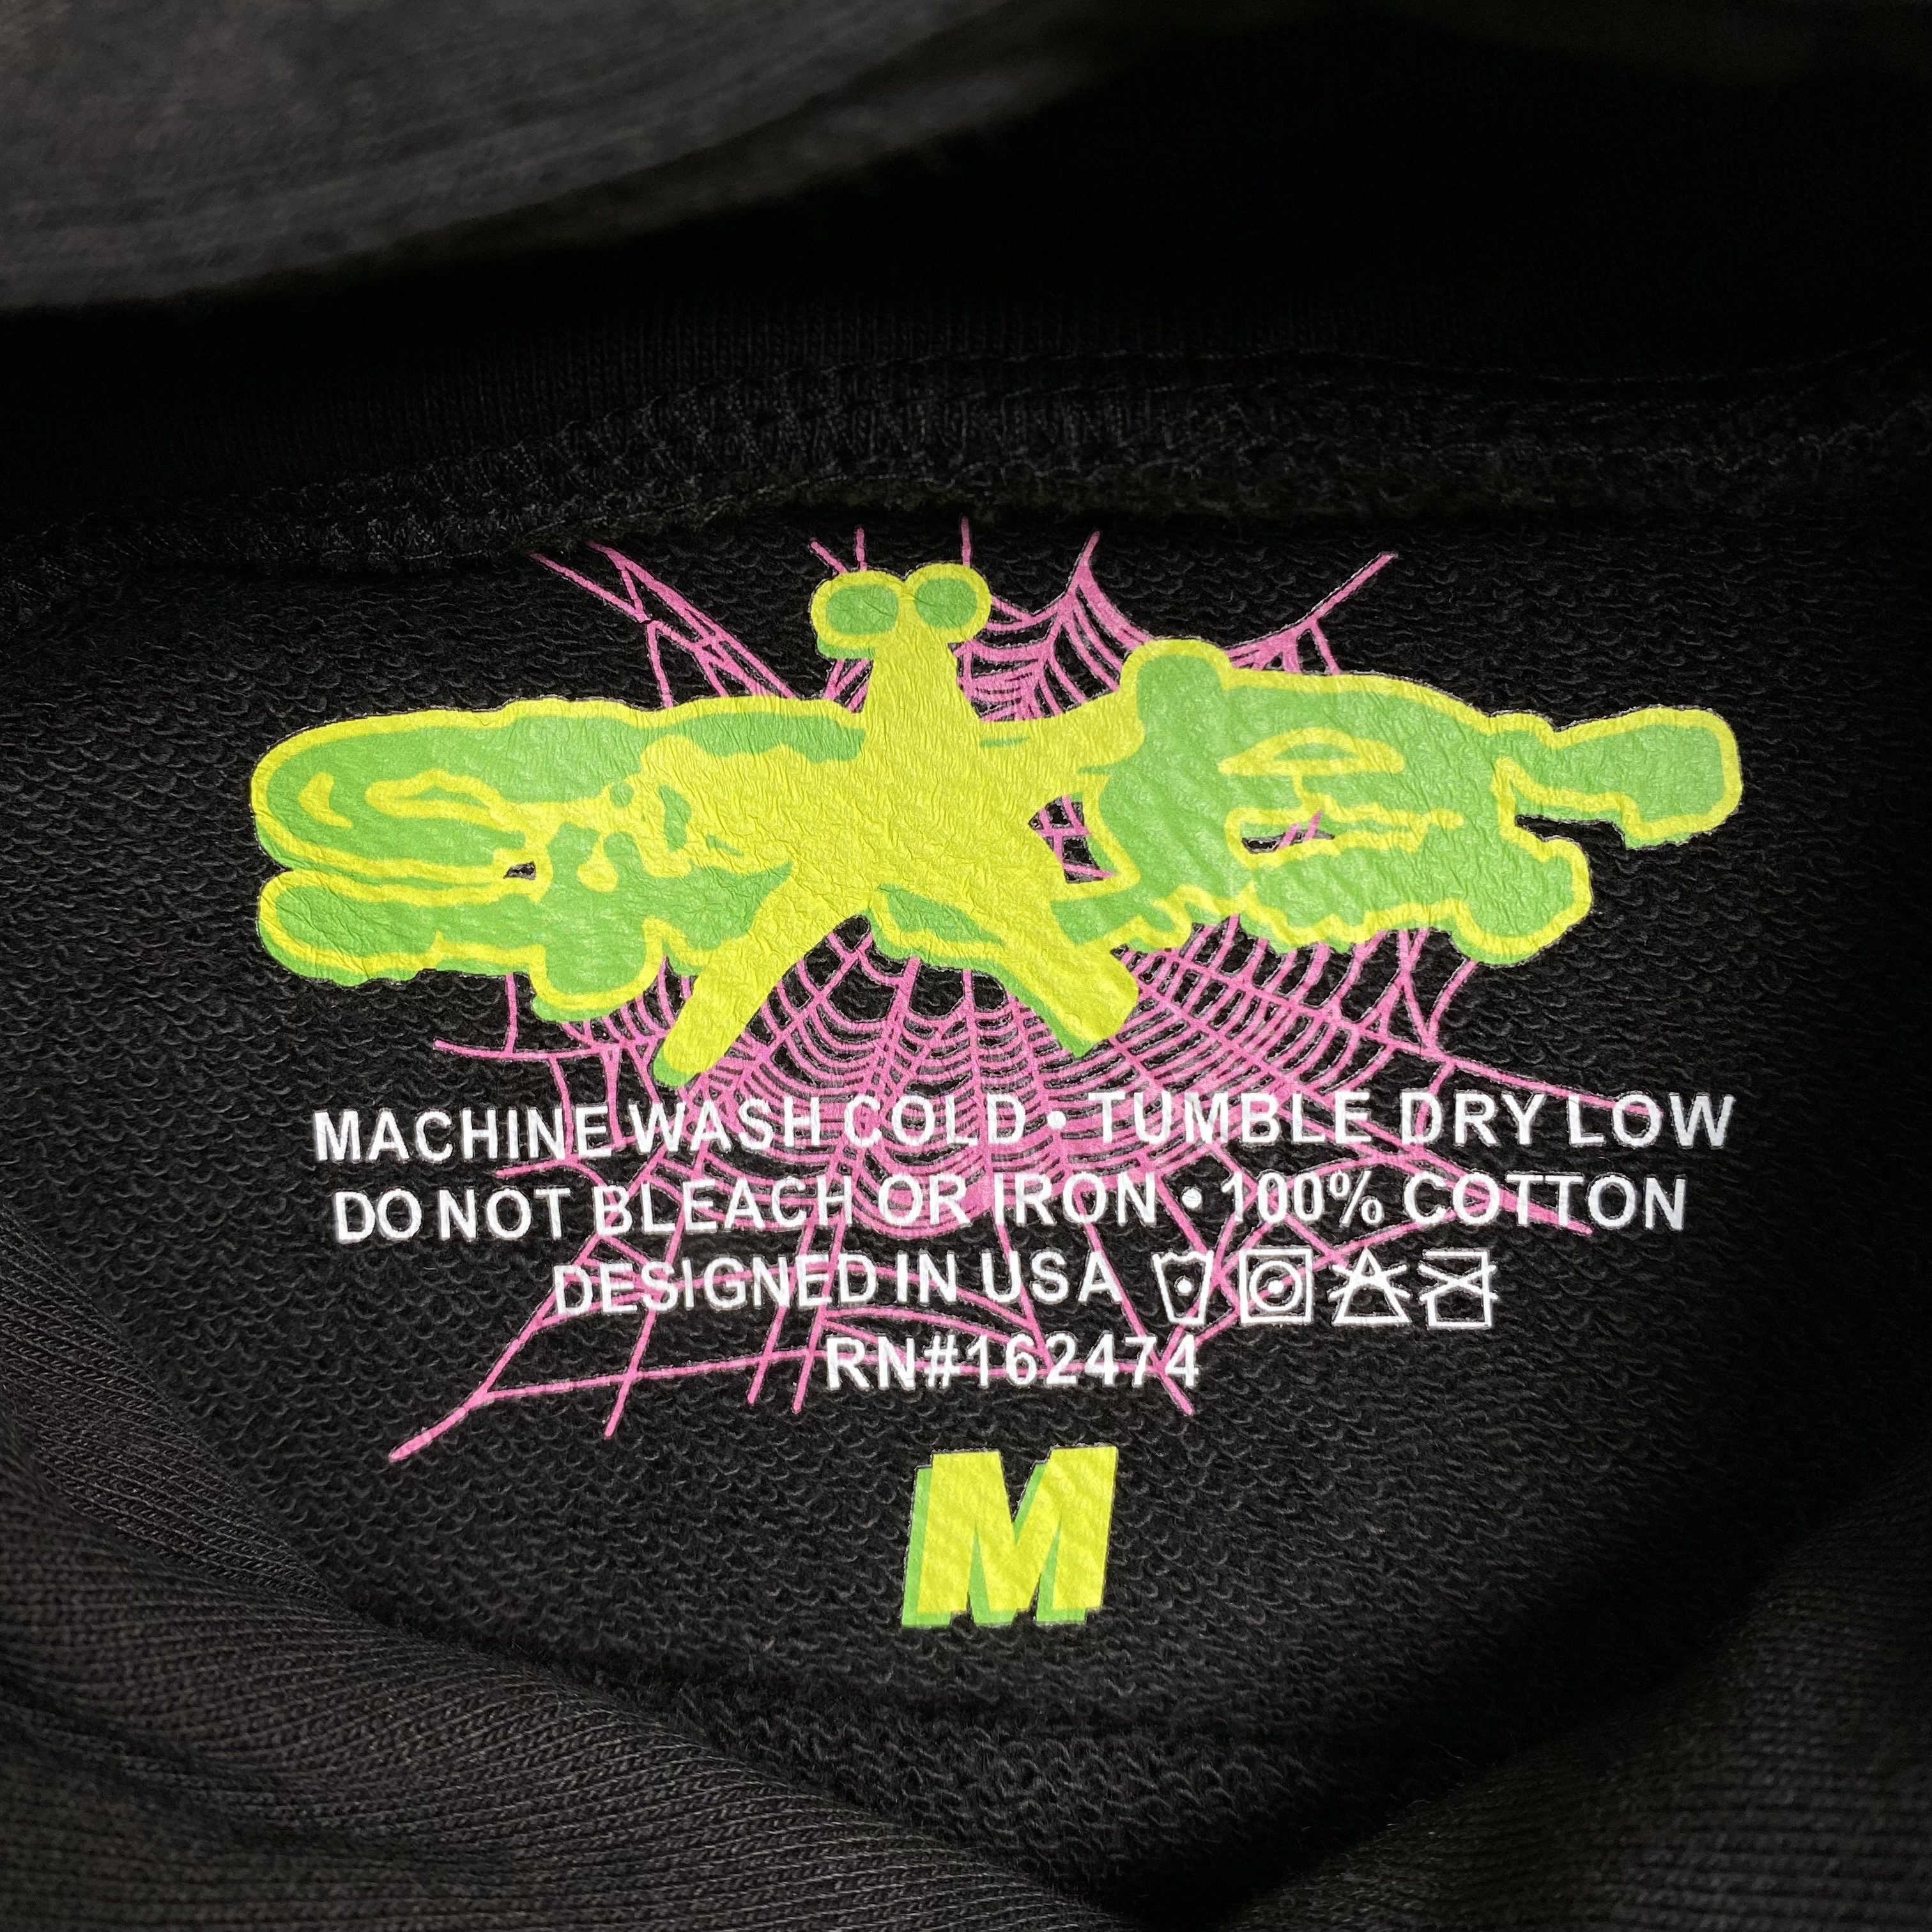 MACHINE WASH COLD • TUMBLE DRY LOW
DO NOT BLEACH OR IRON • 100% COTTON
DESIGNED IN USA
RN#162474
M